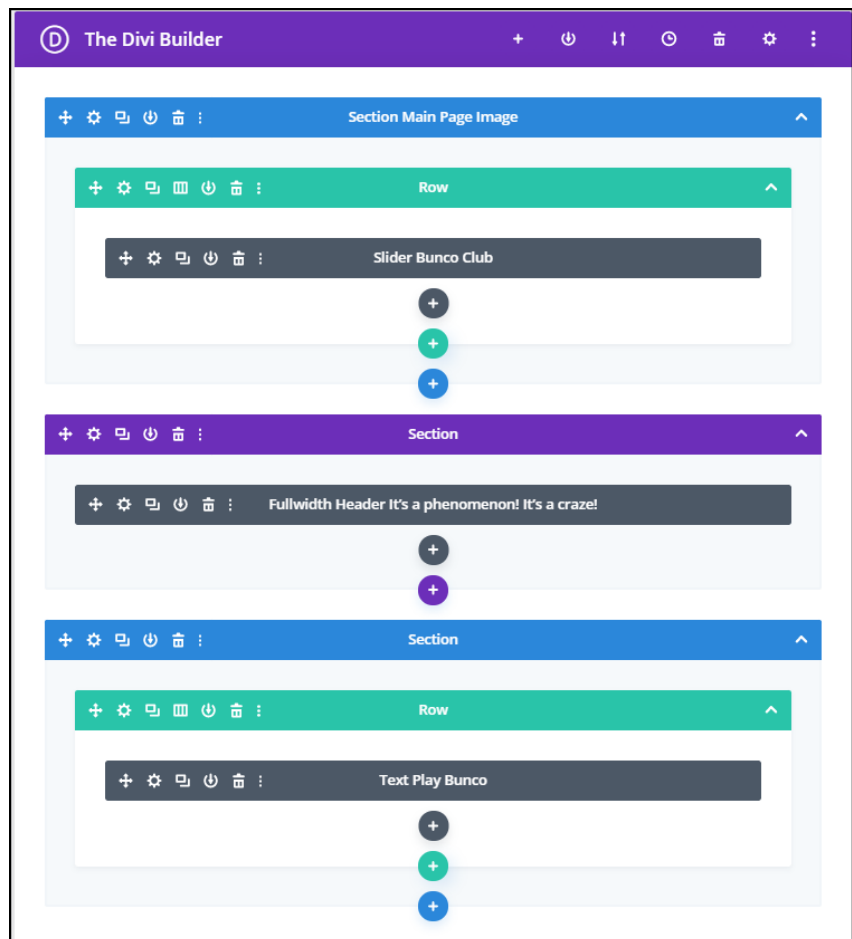 D The Divi Builder
Section Main Page Image
Row
Slider Bunco Club
Section
Fullwidth Header It's a phenomenon! It's a craze!
Section
Row
Text Play Bunco